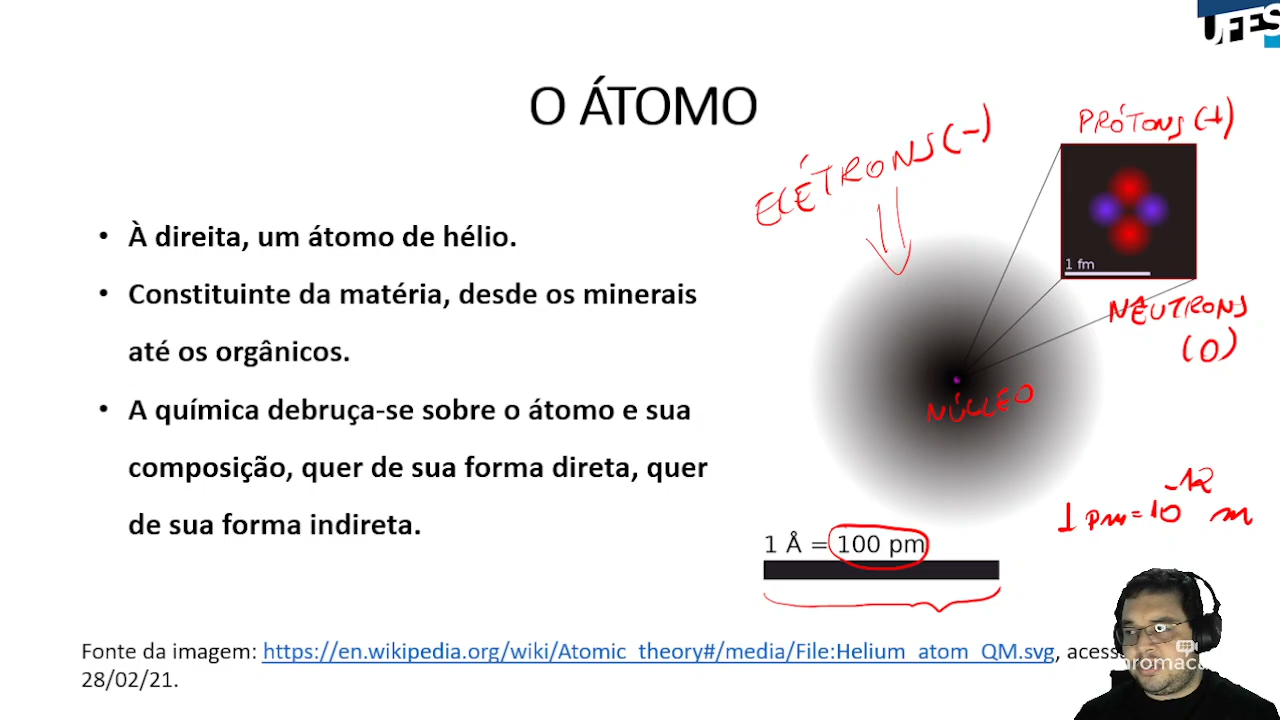 UFES
O ÁTOMO
PRÓTONS (+)
ELÉTRONS (-)
1 fm
• À direita, um átomo de hélio.
• Constituinte da matéria, desde os minerais
até os orgânicos.
NÊUTRONS
(0)
NÚCLEO
• A química debruça-se sobre o átomo e sua
composição, quer de sua forma direta, quer
de sua forma indireta.
1 pm = 10⁻¹² m
1 Å = 100 pm
Fonte da imagem: https://en.wikipedia.org/wiki/Atomic_theory#/media/File:Helium_atom_QM.svg, acess
28/02/21.